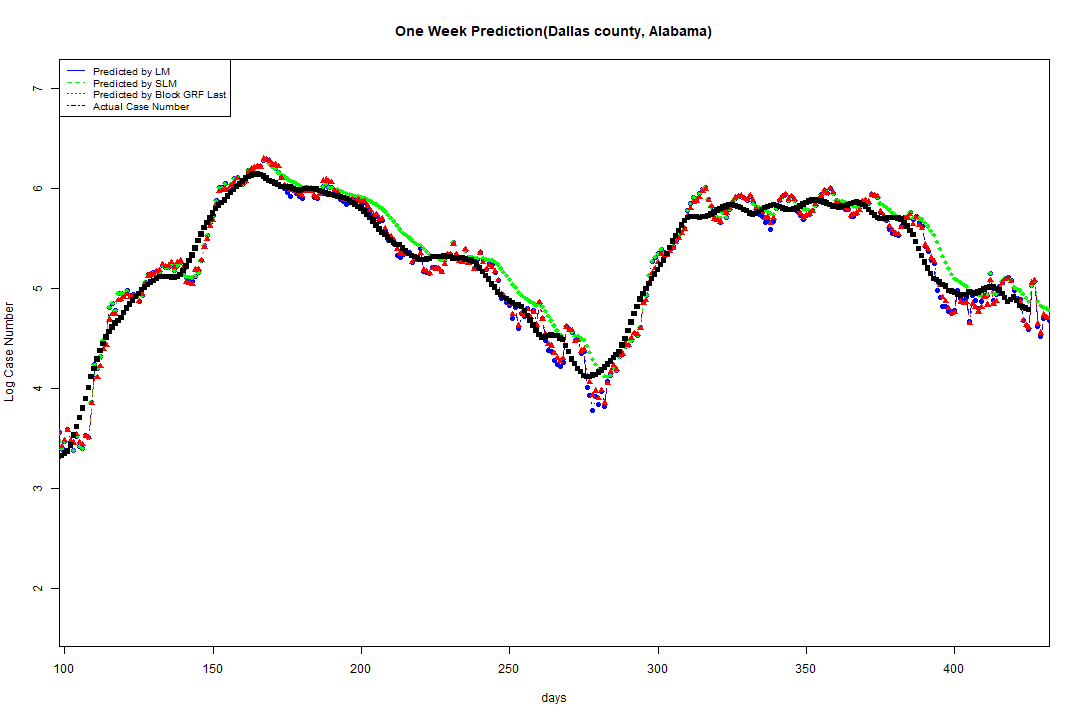 One Week Prediction(Dallas county, Alabama)
Predicted by LM
Predicted by SLM
Predicted by Block GRF Last
Actual Case Number
7
6
5
4
3
2
Log Case Number
100 150 200 250 300 350 400
days